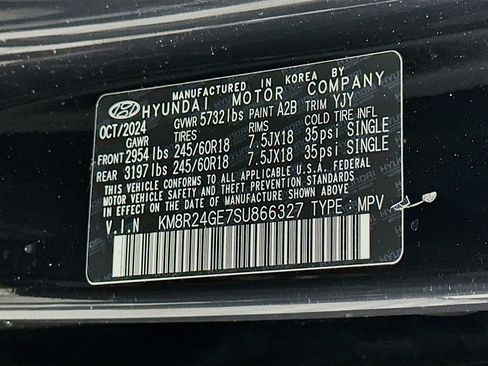 MANUFACTURED IN KOREA BY
HYUNDAI MOTOR COMPANY
OCT/2024 GVWR 5732 lbs PAINT A2B TRIM YJY
GAWR TIRES RIMS COLD TIRE INFL
FRONT 2954 lbs 245/60R18 7.5JX18 35psi SINGLE
REAR 3197 lbs 245/60R18 7.5JX18 35psi SINGLE
THIS VEHICLE CONFORMS TO ALL APPLICABLE U.S.A. FEDERAL
MOTOR VEHICLE SAFETY AND THEFT PREVENTION STANDARDS
IN EFFECT ON THE DATE OF MANUFACTURE SHOWN ABOVE.
V.I.N KM8R24GE7SU866327 TYPE : MPV